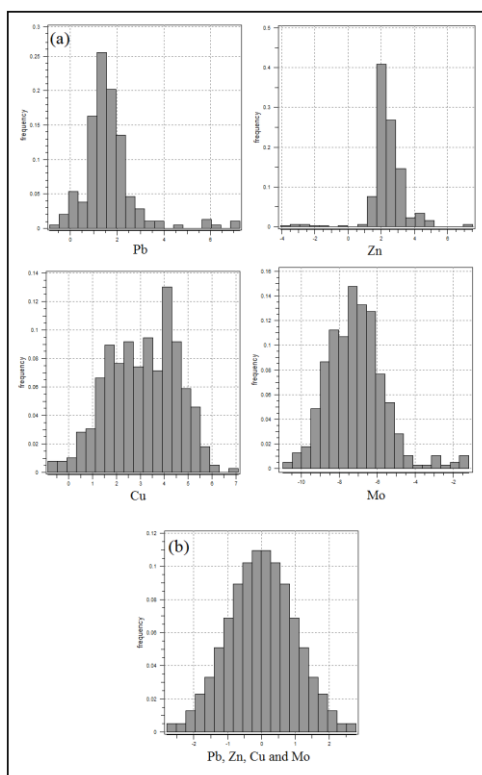 (a)
0.3
0.25
0.2
0.15
0.1
0.05
0
frequency
0 2 4 6
Pb
0.5
0.4
0.3
0.2
0.1
0
frequency
-4 -2 0 2 4 6
Zn
0.14
0.12
0.1
0.08
0.06
0.04
0.02
0
frequency
0 1 2 3 4 5 6 7
Cu
0.16
0.14
0.12
0.1
0.08
0.06
0.04
0.02
0
frequency
-10 -8 -6 -4 -2
Mo
(b)
0.12
0.1
0.08
0.06
0.04
0.02
0
frequency
-2 -1 0 1 2
Pb, Zn, Cu and Mo